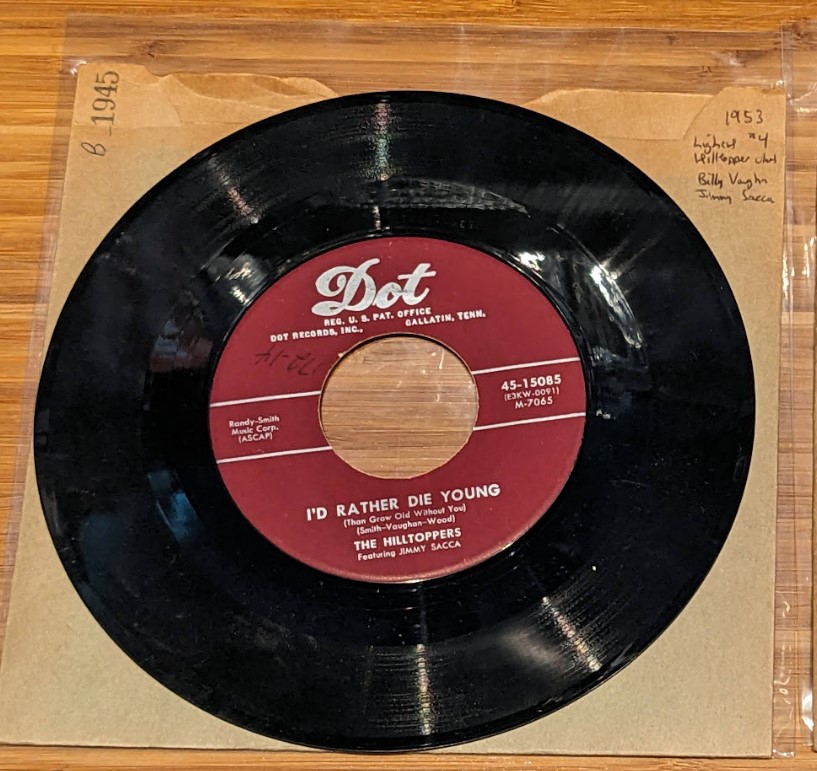 B 1945
1953
highest #4
Hilltopper chart
Billy Vaughn
Jimmy Sacca
Dot
REG. U. S. PAT. OFFICE
DOT RECORDS, INC., GALLATIN, TENN.
45-15085
(E3KW-0091)
M-7065
Randy-Smith
Music Corp.
(ASCAP)
I'D RATHER DIE YOUNG
(Than Grow Old Without You)
(Smith-Vaughan-Wood)
THE HILLTOPPERS
Featuring JIMMY SACCA